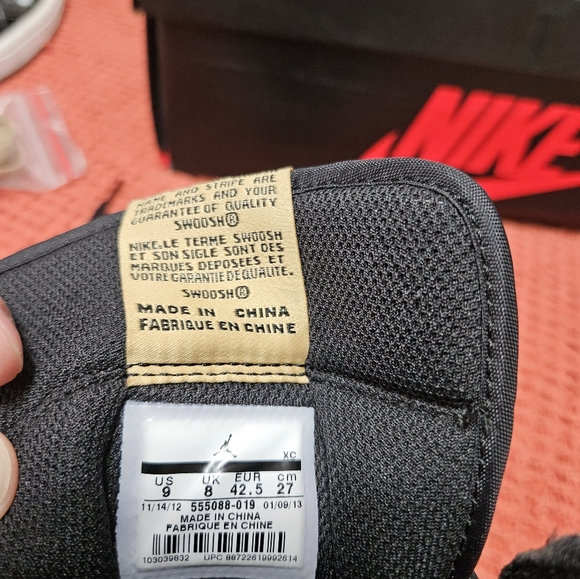 NIKE
NAME AND STRIPE ARE
TRADEMARKS AND YOUR
GUARANTEE OF QUALITY
SWOOSH®
NIKE.LE TERME SWOOSH
ET SON SIGLE SONT DES
MARQUES DEPOSEES ET
VOTRE GARANTIE DE QUALITE.
SWOOSH®
MADE IN CHINA
FABRIQUE EN CHINE
XC
US UK EUR cm
9 8 42.5 27
11/14/12 555088-019 01/09/13
MADE IN CHINA
FABRIQUE EN CHINE
103039832 UPC 88722619992614